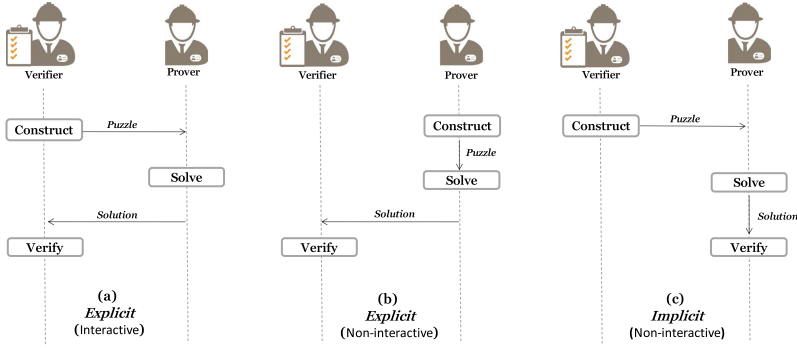 Verifier
Prover
Construct
Puzzle
Solve
Solution
Verify
(a)
Explicit
(Interactive)
Verifier
Prover
Construct
Puzzle
Solve
Solution
Verify
(b)
Explicit
(Non-interactive)
Verifier
Prover
Construct
Puzzle
Solve
Solution
Verify
(c)
Implicit
(Non-interactive)